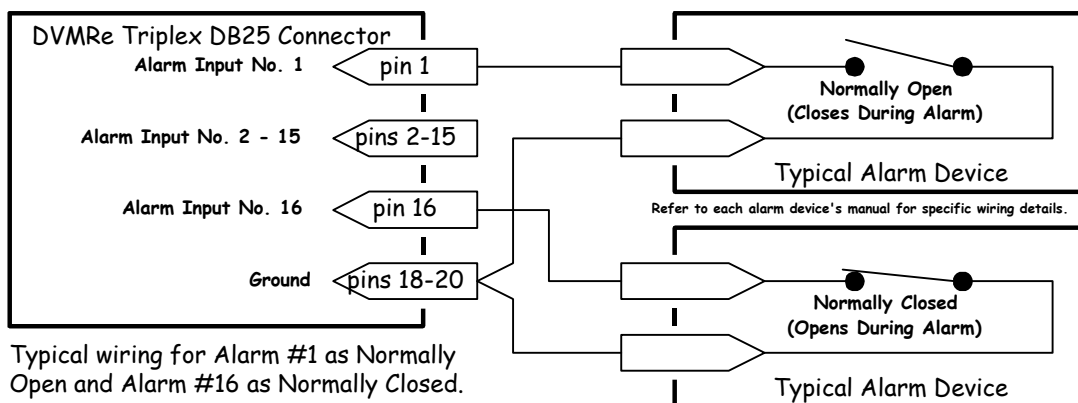 DVMRe Triplex DB25 Connector
Alarm Input No. 1
pin 1
Alarm Input No. 2 - 15
pins 2-15
Alarm Input No. 16
pin 16
Ground
pins 18-20
Typical wiring for Alarm #1 as Normally
Open and Alarm #16 as Normally Closed.
Normally Open
(Closes During Alarm)
Typical Alarm Device
Refer to each alarm device's manual for specific wiring details.
Normally Closed
(Opens During Alarm)
Typical Alarm Device